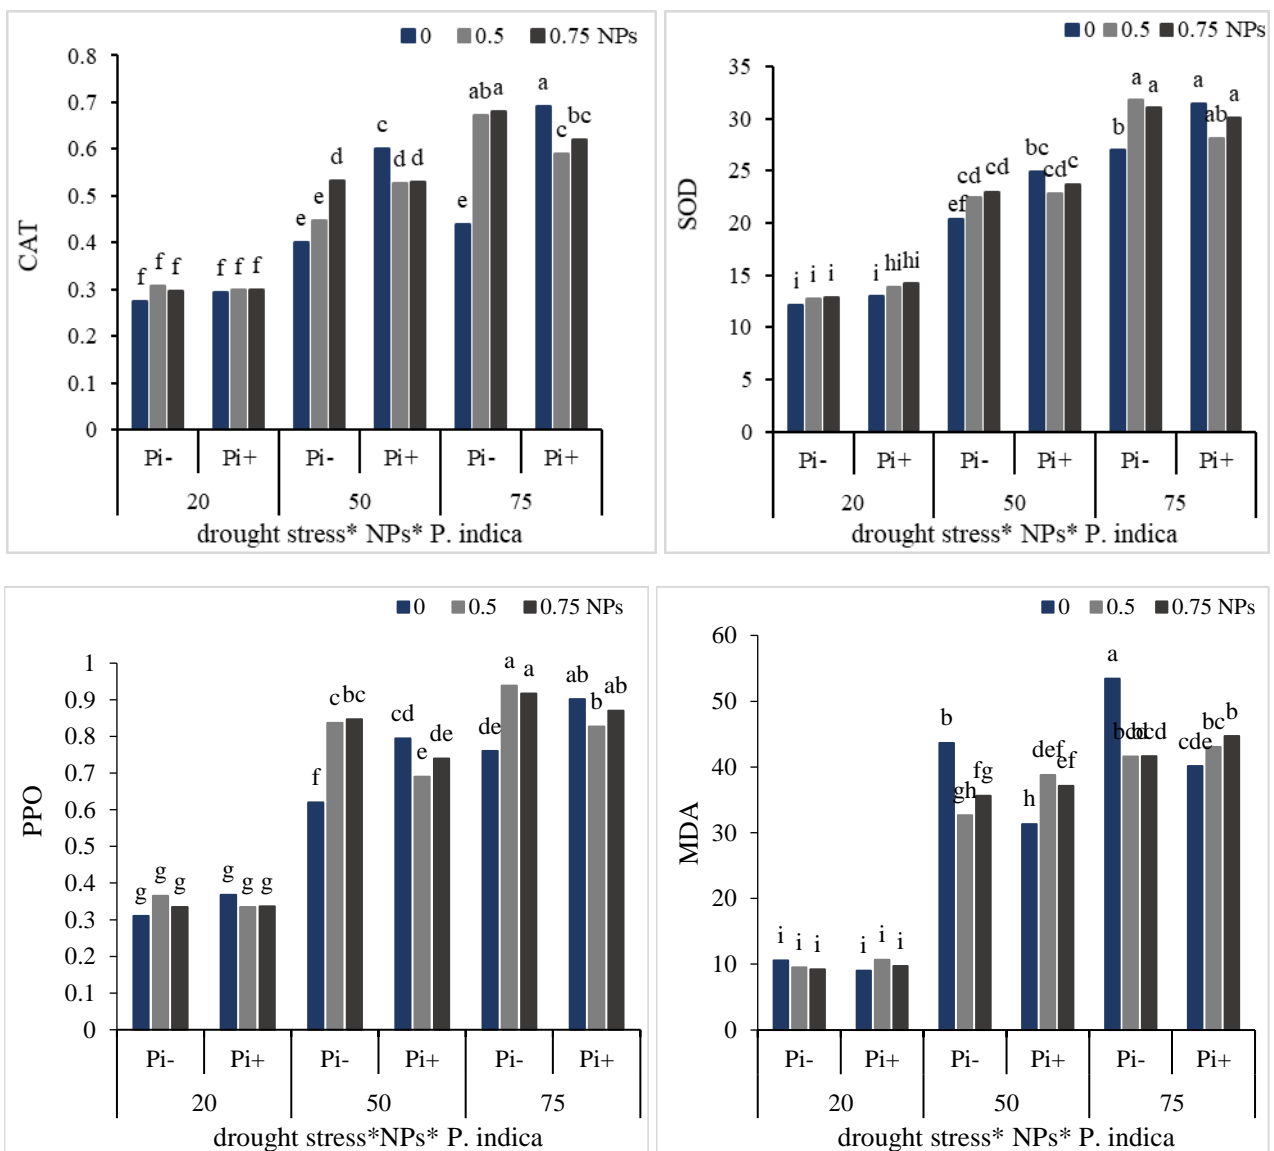 0 0.5 0.75 NPs
CAT
0.8
0.7
0.6
0.5
0.4
0.3
0.2
0.1
0
f f f f f f e e d c d d e ab a a c bc
Pi- Pi+ Pi- Pi+ Pi- Pi+
20 50 75
drought stress* NPs* P. indica
0 0.5 0.75 NPs
SOD
35
30
25
20
15
10
5
0
i i i i hi hi ef cd cd bc cd c b a a a ab a
Pi- Pi+ Pi- Pi+ Pi- Pi+
20 50 75
drought stress* NPs* P. indica
0 0.5 0.75 NPs
PPO
1
0.9
0.8
0.7
0.6
0.5
0.4
0.3
0.2
0.1
0
g g g g g g f c bc cd e de de a a ab b ab
Pi- Pi+ Pi- Pi+ Pi- Pi+
20 50 75
drought stress*NPs* P. indica
0 0.5 0.75 NPs
MDA
60
50
40
30
20
10
0
i i i i i i b gh fg h def ef a bcd bcd cde bc b
Pi- Pi+ Pi- Pi+ Pi- Pi+
20 50 75
drought stress* NPs* P. indica